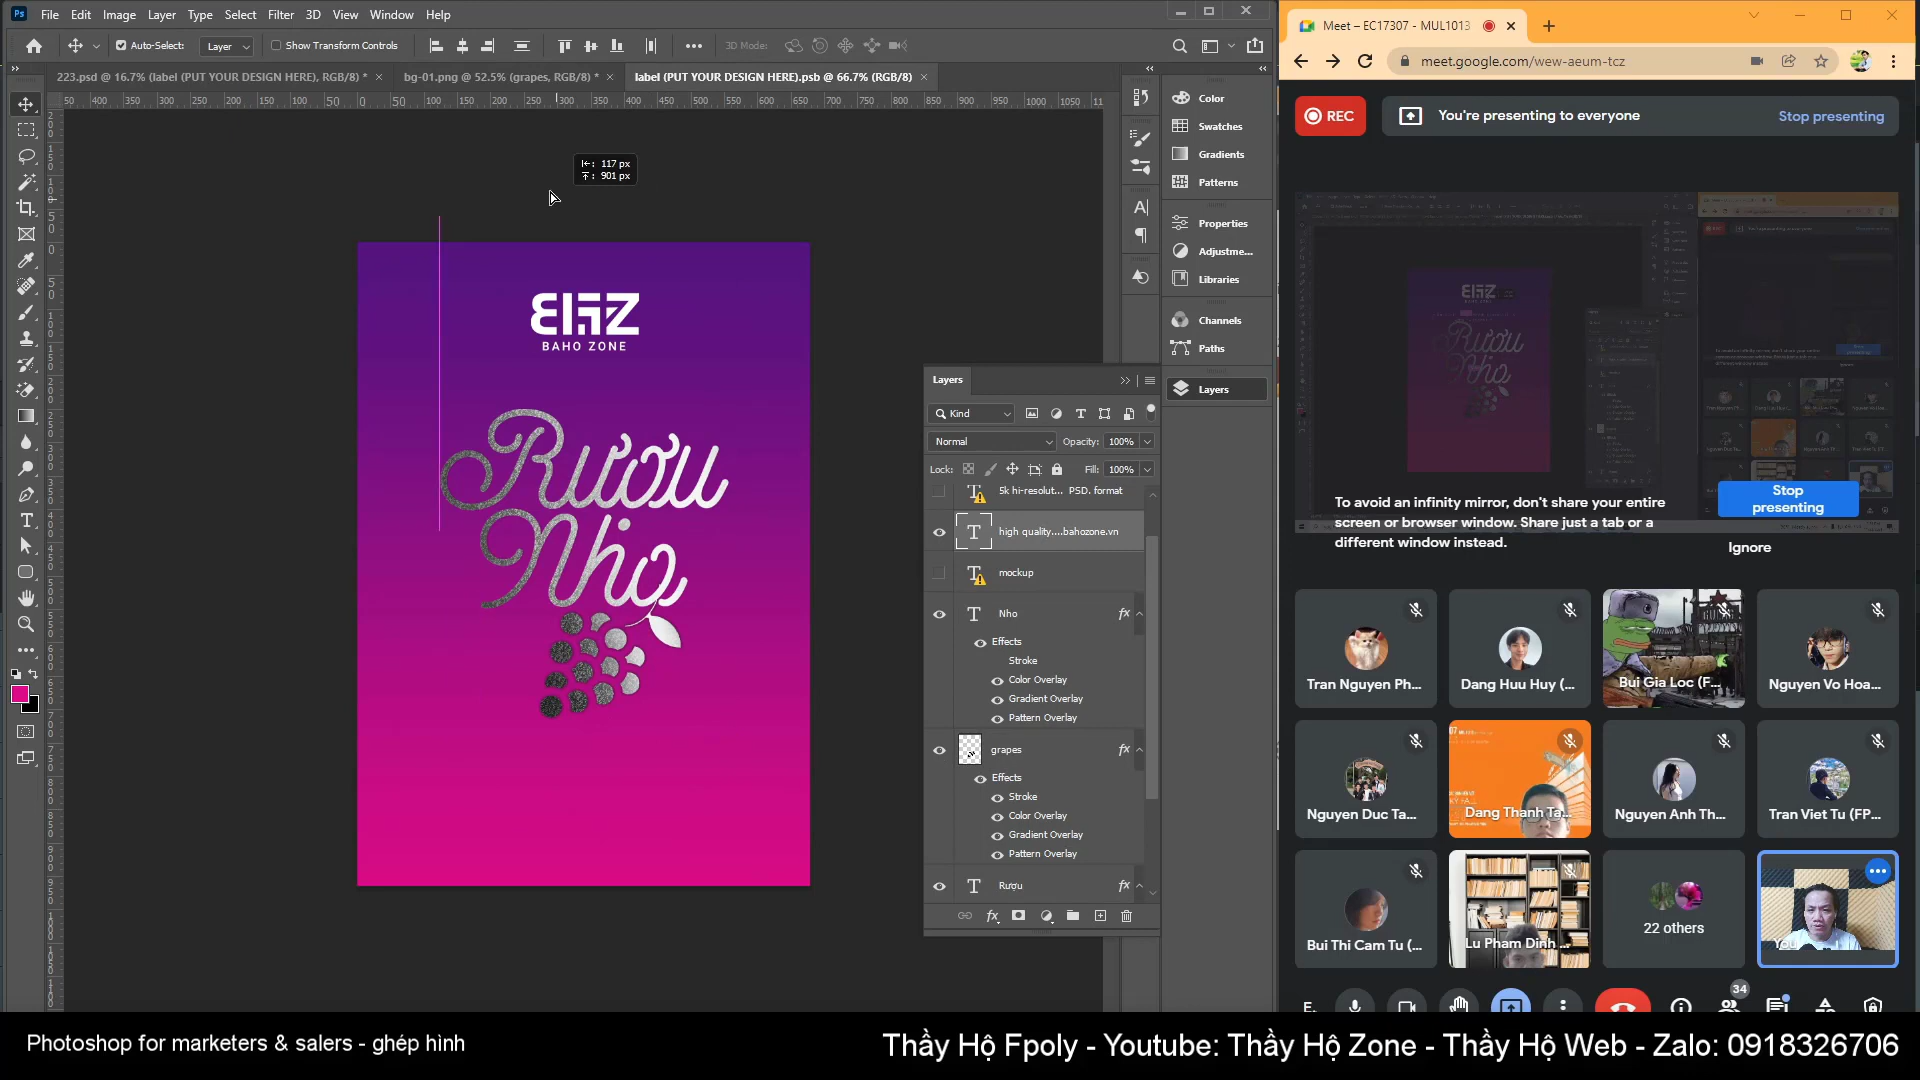 Ps File Edit Image Layer Type Select Filter 3D View Window Help
Auto-Select: Layer Show Transform Controls 3D Mode:
223.psd @ 16.7% (label (PUT YOUR DESIGN HERE), RGB/8) *
bg-01.png @ 52.5% (grapes, RGB/8) *
label (PUT YOUR DESIGN HERE).psb @ 66.7% (RGB/8)
117 px
901 px
BAHO ZONE
Rượu
Nho
Color
Swatches
Gradients
Patterns
Properties
Adjustme...
Libraries
Channels
Paths
Layers
Layers
Kind
Normal Opacity: 100%
Lock: Fill: 100%
5k hi-resolut... PSD. format
high quality....bahozone.vn
mockup
Nho fx
Effects
Stroke
Color Overlay
Gradient Overlay
Pattern Overlay
grapes fx
Effects
Stroke
Color Overlay
Gradient Overlay
Pattern Overlay
Rượu fx
Meet – EC17307 - MUL1013
meet.google.com/wew-aeum-tcz
REC
You're presenting to everyone
Stop presenting
To avoid an infinity mirror, don't share your entire
screen or browser window. Share just a tab or a
different window instead.
Stop
presenting
Ignore
Tran Nguyen Ph...
Dang Huu Huy (...
Bui Gia Loc (F...
Nguyen Vo Hoa...
Nguyen Duc Ta...
Dang Thanh Ta...
Nguyen Anh Th...
Tran Viet Tu (FP...
Bui Thi Cam Tu (...
Lu Pham Dinh ...
22 others
You
E..
34
Photoshop for marketers & salers - ghép hình
Thầy Hộ Fpoly - Youtube: Thầy Hộ Zone - Thầy Hộ Web - Zalo: 0918326706